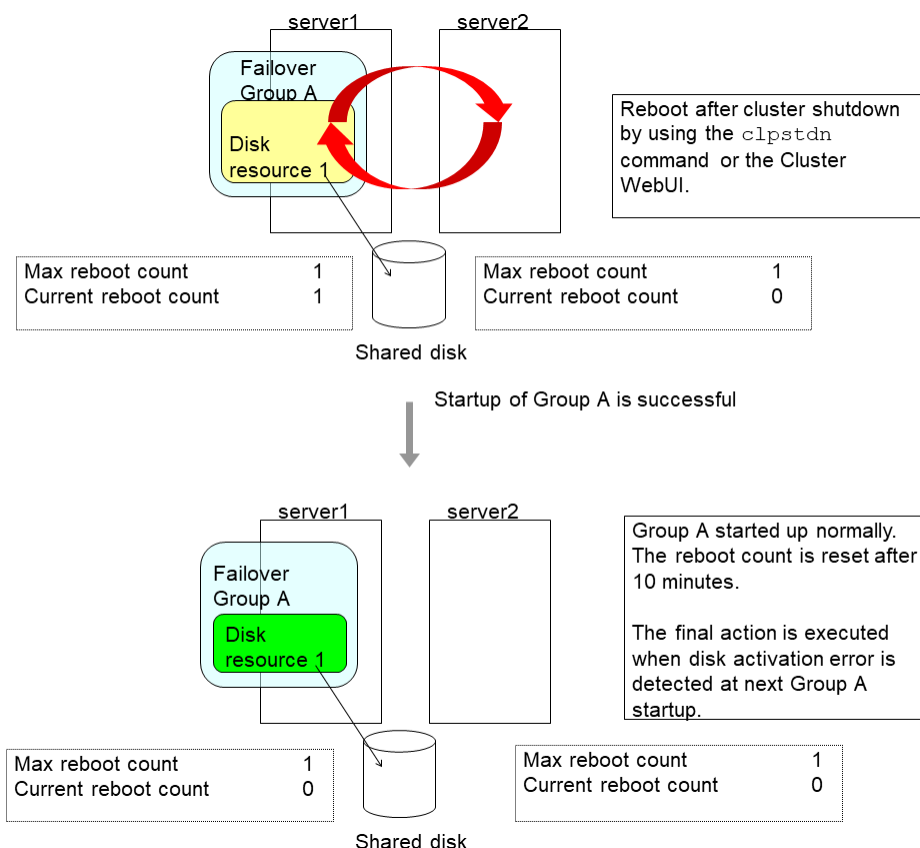 server1
server2
Failover
Group A
Disk
resource 1
Reboot after cluster shutdown
by using the clpstdn
command or the Cluster
WebUI.
Max reboot count 1
Current reboot count 1
Max reboot count 1
Current reboot count 0
Shared disk
Startup of Group A is successful
server1
server2
Failover
Group A
Disk
resource 1
Group A started up normally.
The reboot count is reset after
10 minutes.
The final action is executed
when disk activation error is
detected at next Group A
startup.
Max reboot count 1
Current reboot count 0
Max reboot count 1
Current reboot count 0
Shared disk